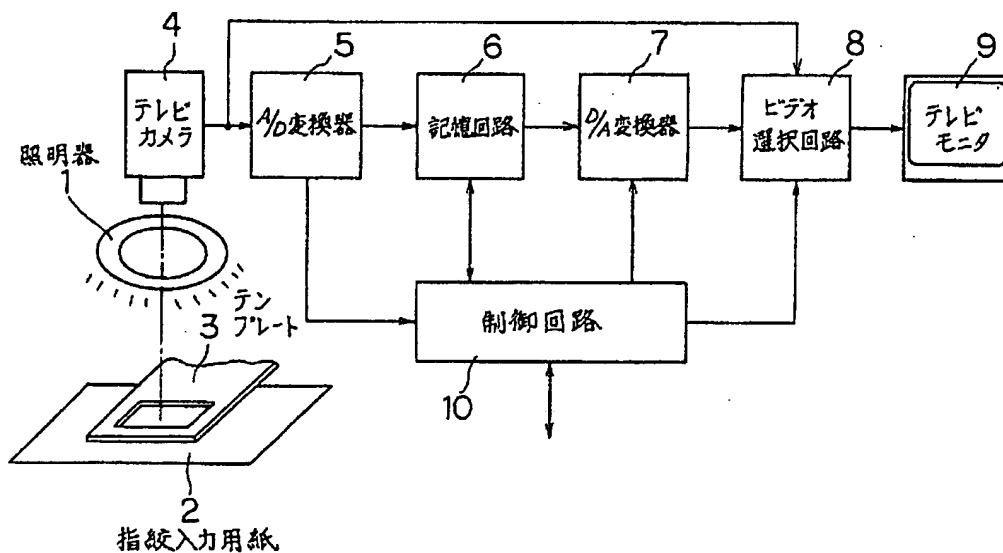 4
5
6
7
8
9
テレビ
カメラ
A/D変換器
記憶回路
D/A変換器
ビデオ
選択回路
テレビ
モニタ
照明器
1
テン
プレート
3
制御回路
10
2
指紋入力用紙